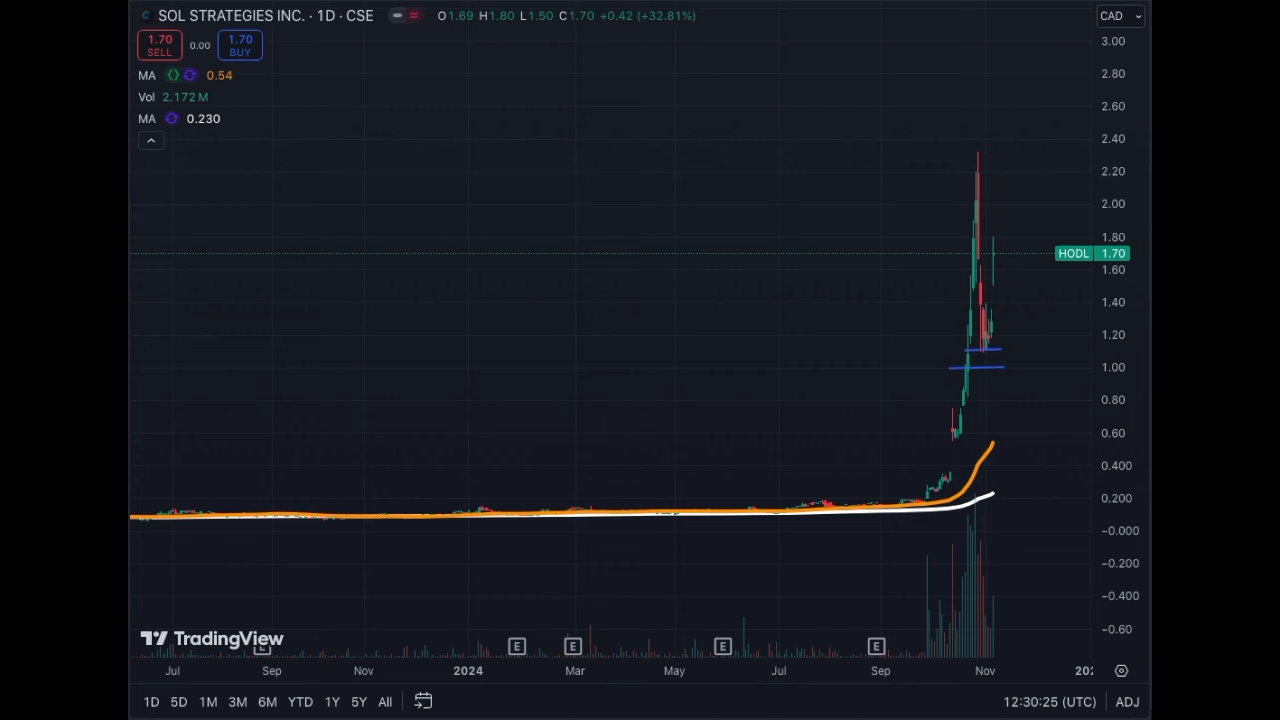 SOL STRATEGIES INC. · 1D · CSE O1.69 H1.80 L1.50 C1.70 +0.42 (+32.81%) CAD
1.70 SELL 0.00 1.70 BUY
MA 0.54
Vol 2.172 M
MA 0.230
3.00
2.80
2.60
2.40
2.20
2.00
1.80
HODL 1.70
1.60
1.40
1.20
1.00
0.80
0.60
0.400
0.200
−0.000
−0.200
−0.400
−0.60
TradingView
E E E E E
Jul Sep Nov 2024 Mar May Jul Sep Nov 202
1D 5D 1M 3M 6M YTD 1Y 5Y All 12:30:25 (UTC) ADJ